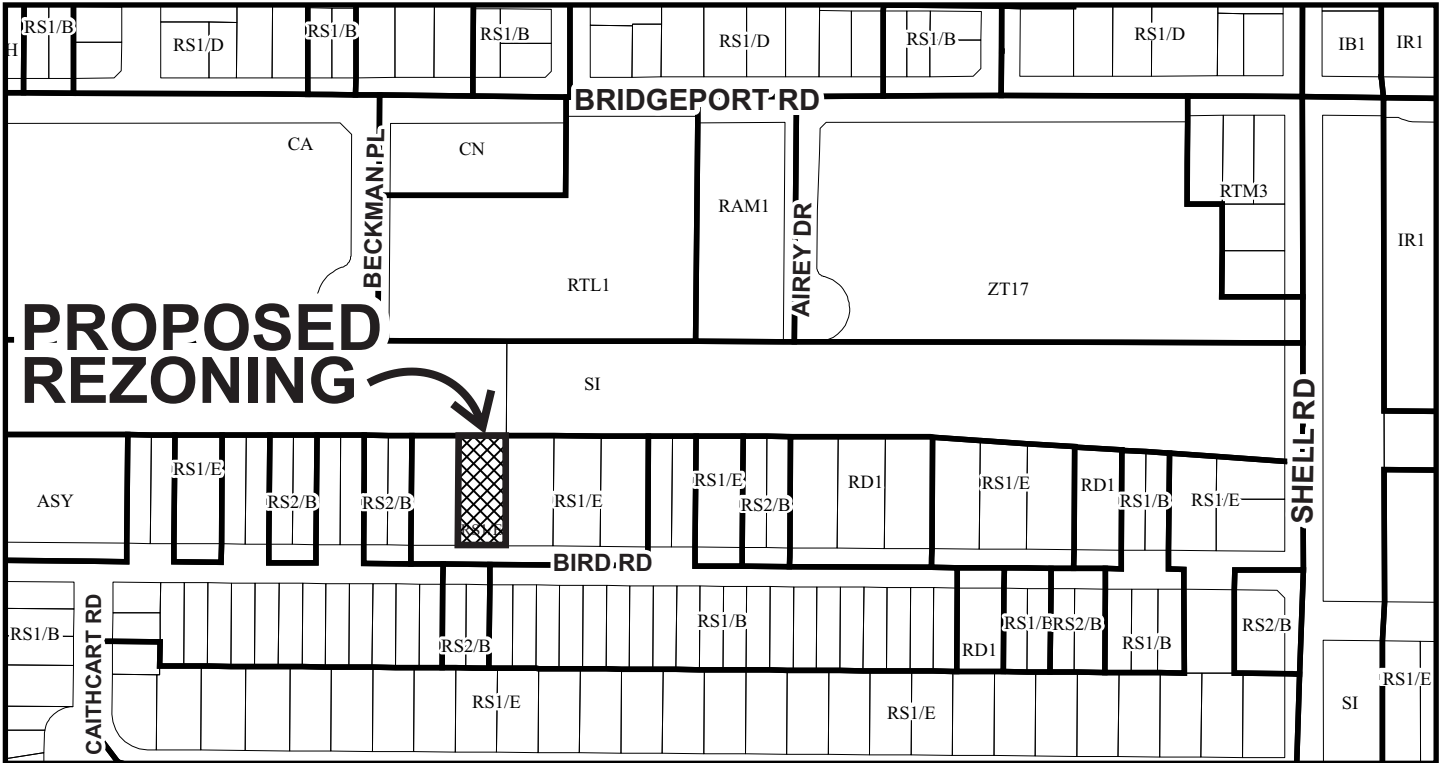 H
RS1/B
RS1/D
RS1/B
RS1/B
RS1/D
RS1/B
RS1/D
IB1
IR1
BRIDGEPORT RD
CA
BECKMAN PL
CN
RAM1
AIREY DR
RTM3
IR1
RTL1
ZT17
PROPOSED
REZONING
SI
SHELL RD
ASY
RS1/E
RS2/B
RS2/B
RS1/E
RS1/E
RS1/E
RS2/B
RD1
RS1/E
RD1
RS1/B
RS1/E
BIRD RD
CAITHCART RD
RS1/B
RS2/B
RS1/B
RD1
RS1/B
RS2/B
RS1/B
RS2/B
RS1/E
RS1/E
SI
RS1/E